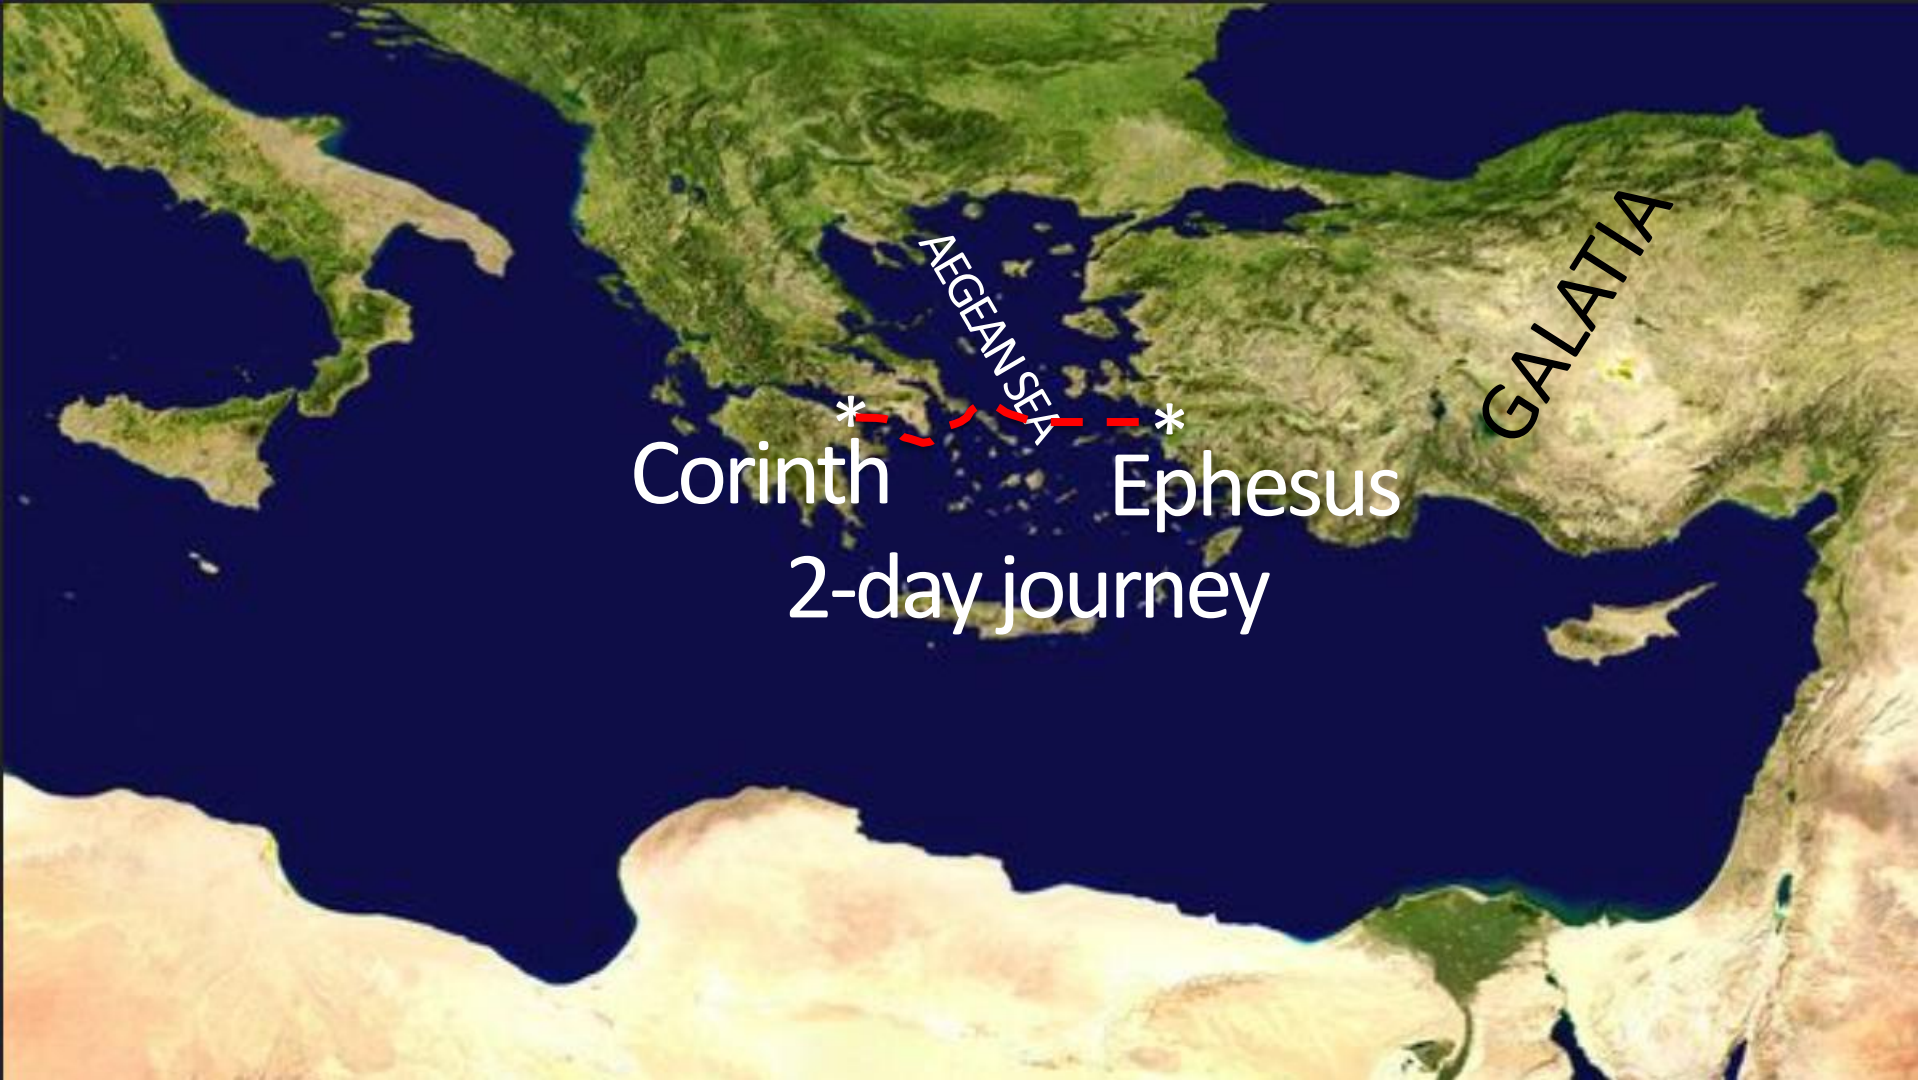 AEGEAN SEA
GALATIA
* *
Corinth
Ephesus
2-day journey